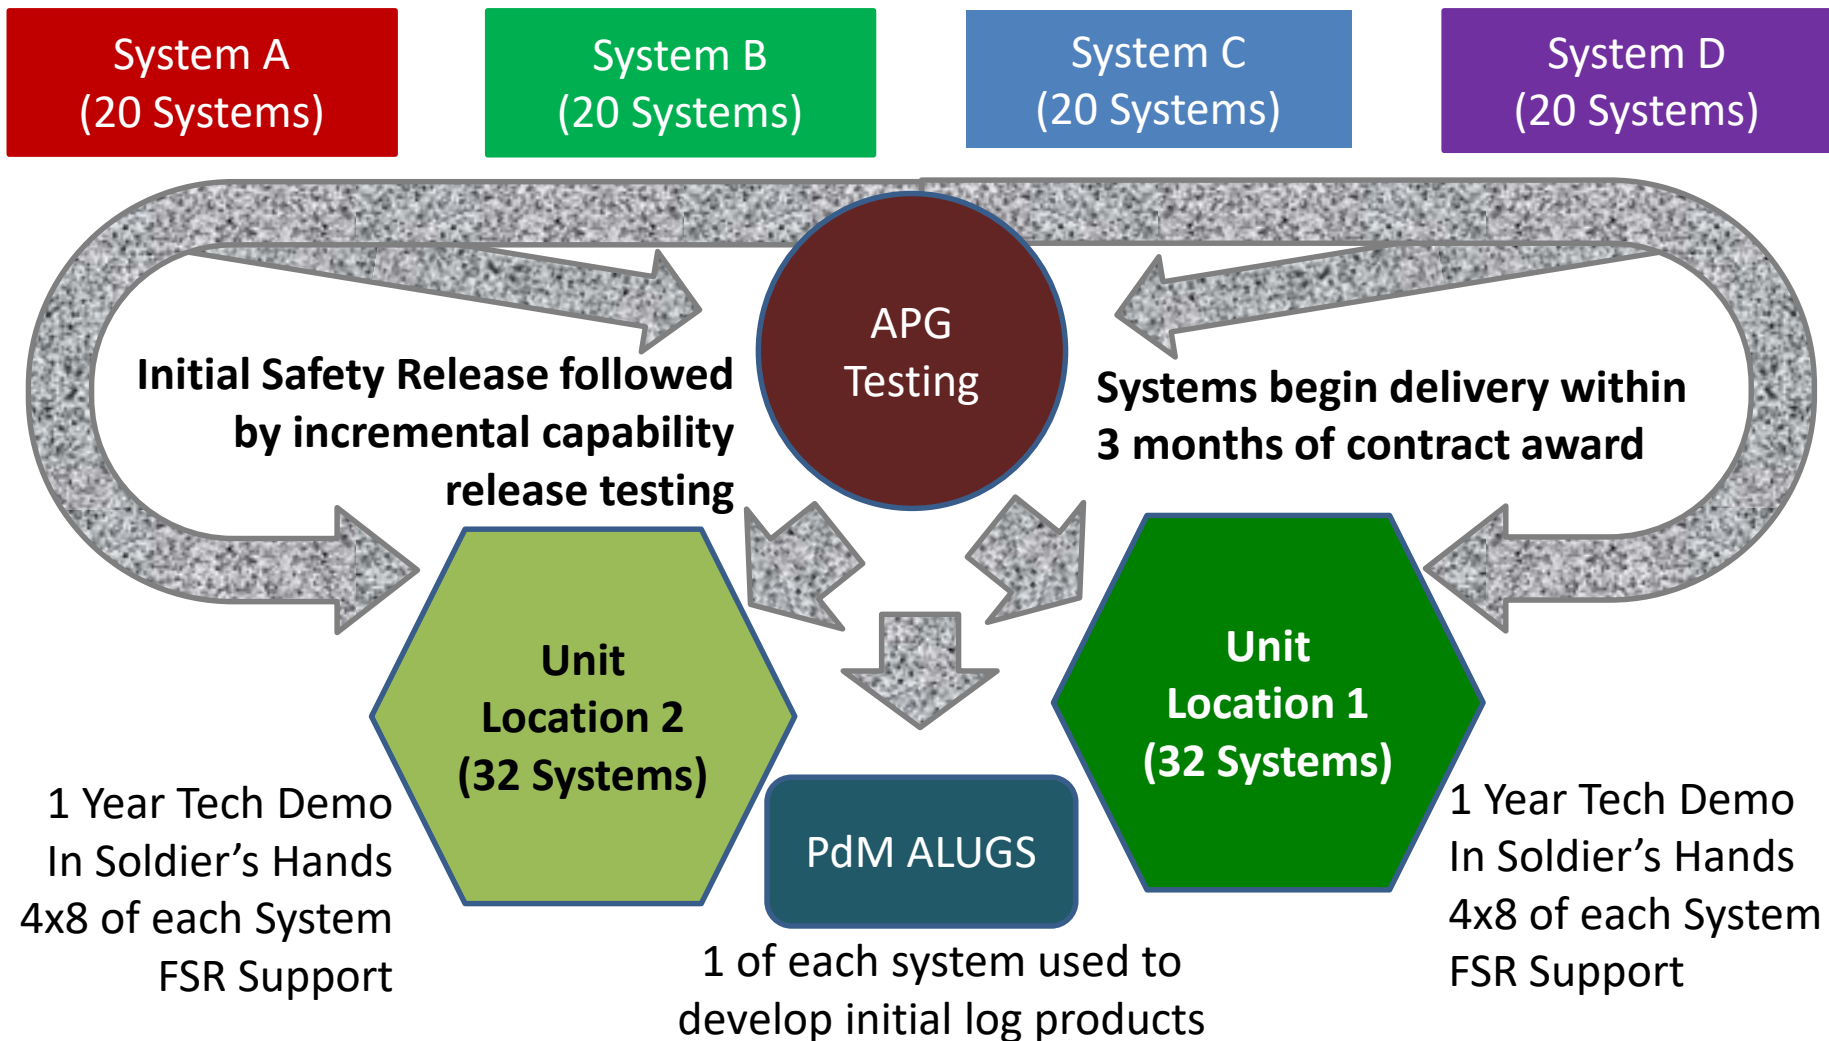 System A
(20 Systems)
System B
(20 Systems)
System C
(20 Systems)
System D
(20 Systems)
APG
Testing
Initial Safety Release followed
by incremental capability
release testing
Systems begin delivery within
3 months of contract award
Unit
Location 2
(32 Systems)
Unit
Location 1
(32 Systems)
1 Year Tech Demo
In Soldier’s Hands
4x8 of each System
FSR Support
PdM ALUGS
1 Year Tech Demo
In Soldier’s Hands
4x8 of each System
FSR Support
1 of each system used to
develop initial log products